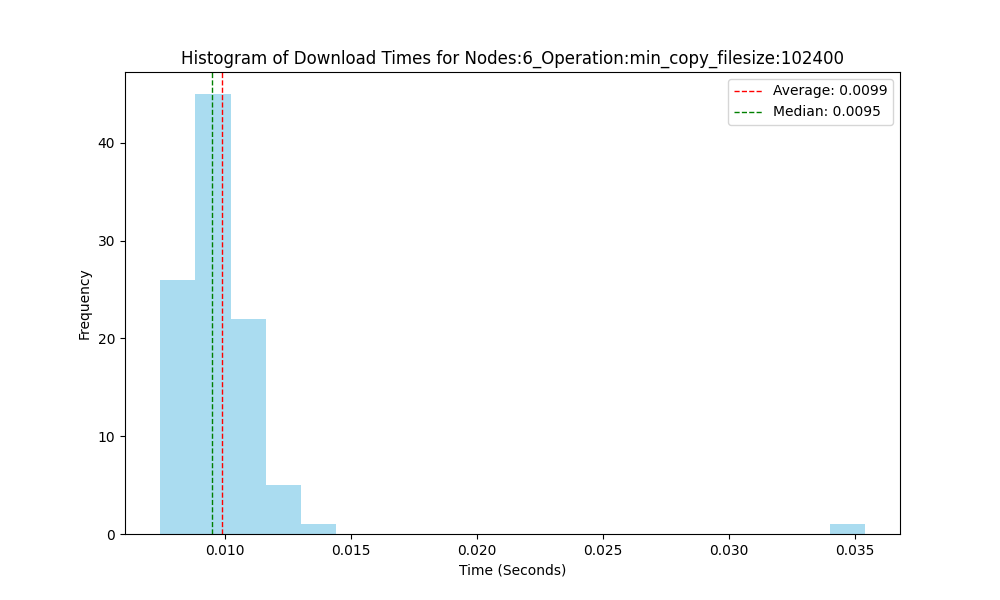 Histogram of Download Times for Nodes:6_Operation:min_copy_filesize:102400
Average: 0.0099
Median: 0.0095
Frequency
40
30
20
10
0
0.010 0.015 0.020 0.025 0.030 0.035
Time (Seconds)